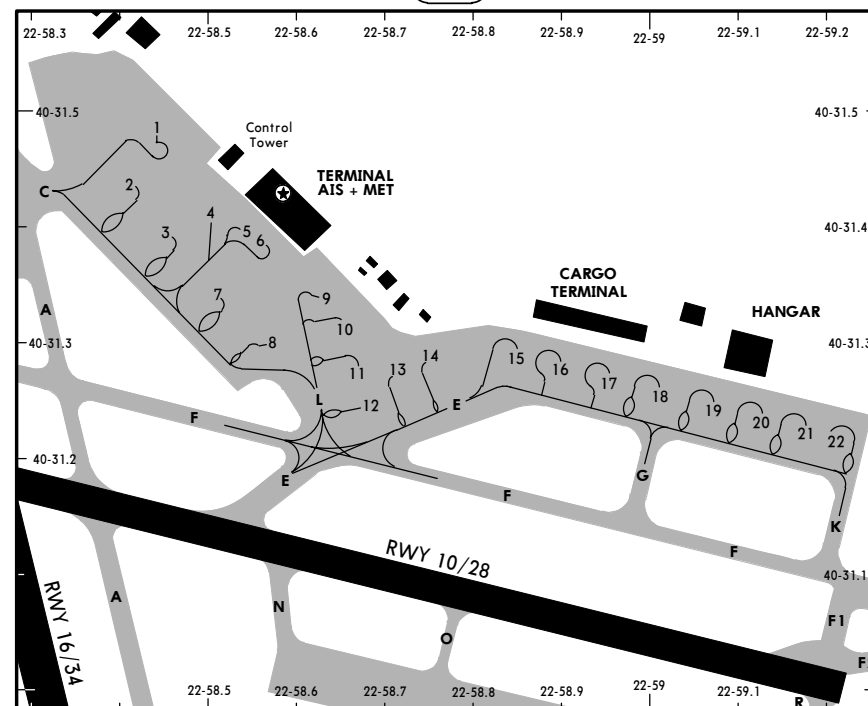 22-58.3 22-58.5 22-58.6 22-58.7 22-58.8 22-58.9 22-59 22-59.1 22-59.2
40-31.5 40-31.5
1
Control
Tower
TERMINAL
AIS + MET
C
2
3
4
5
6
40-31.4
CARGO
TERMINAL
HANGAR
A
7
9
10
40-31.3 40-31.3
8
11
13
14
15
16
17
18
19
20
21
22
L
12
E
F
40-31.2
E
G
F
K
F
RWY 10/28
40-31.1
RWY 16/34
A
N
O
F1
F
22-58.5 22-58.6 22-58.7 22-58.8 22-58.9 22-59 22-59.1
R